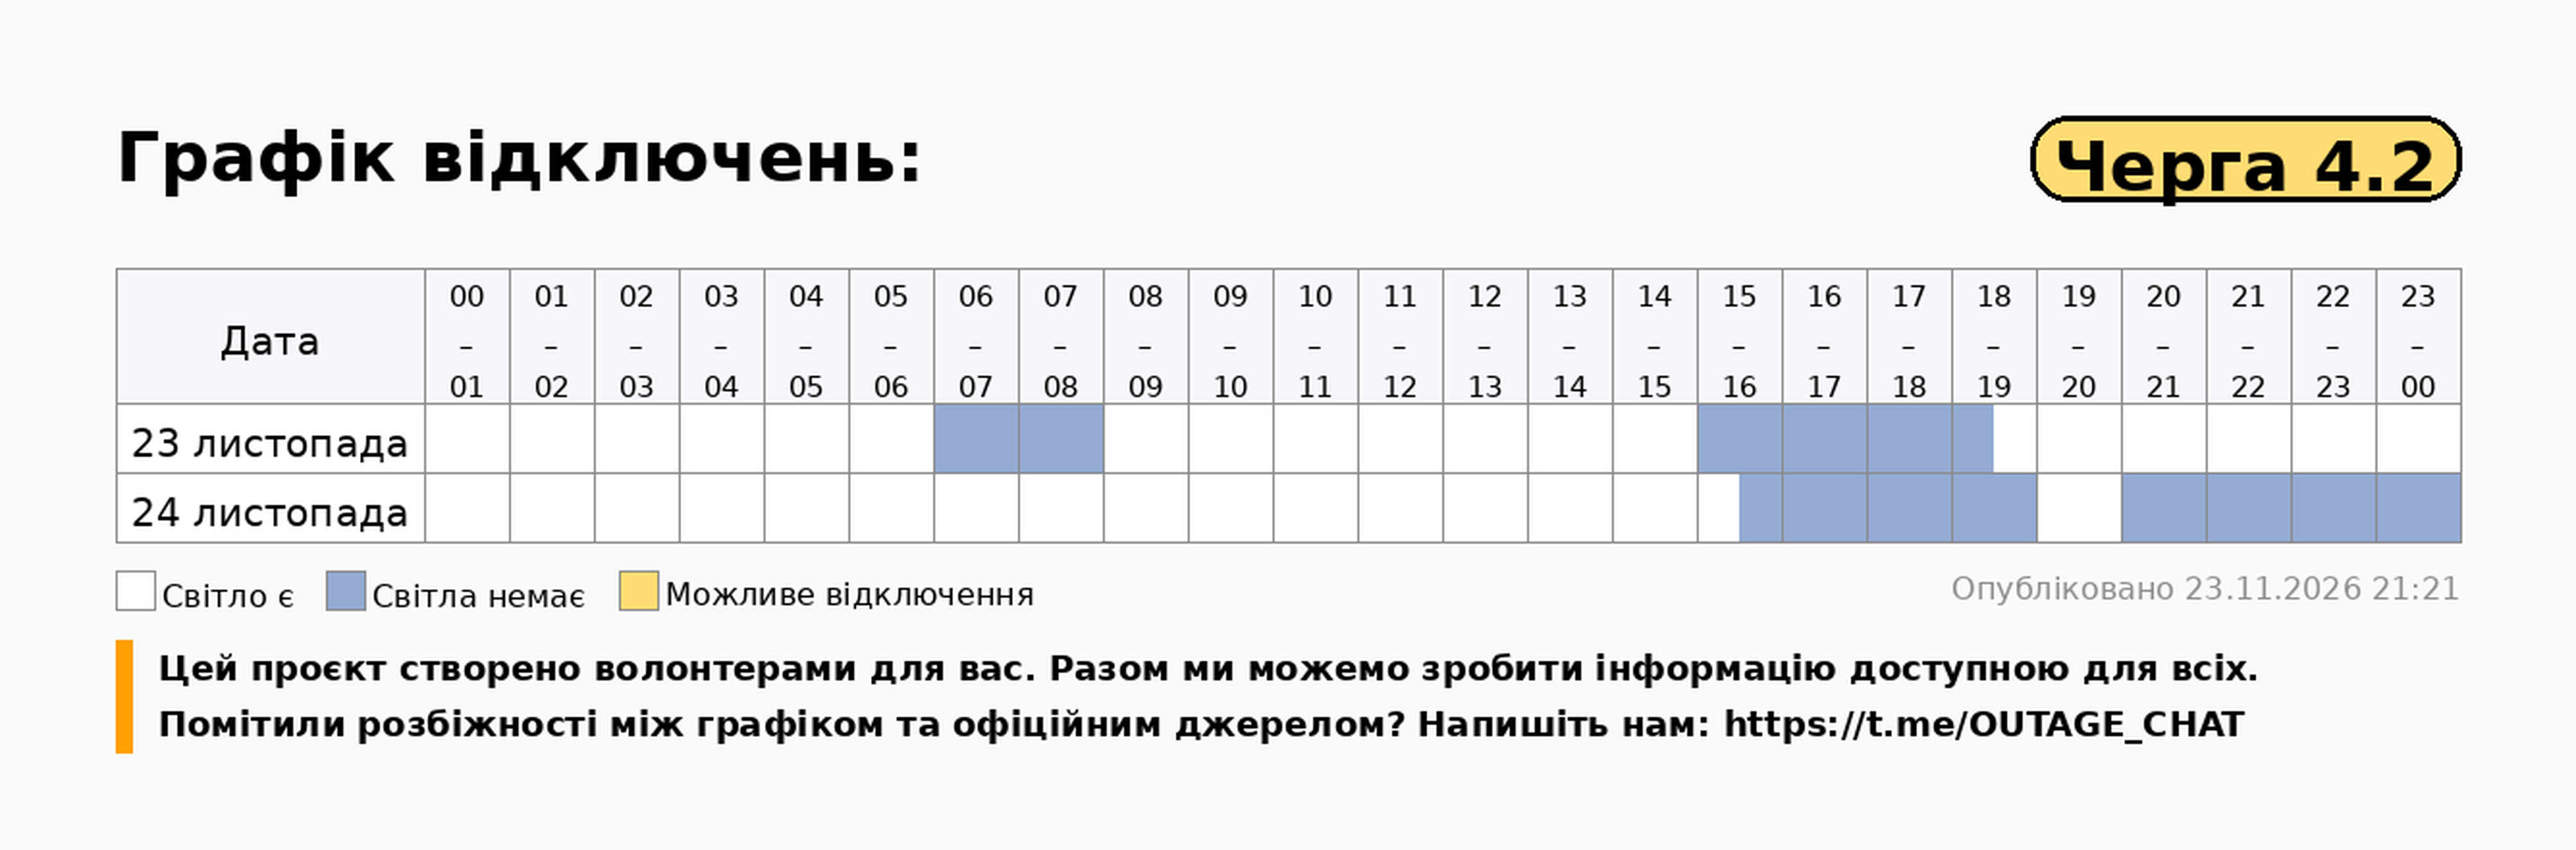 Графік відключень:
Черга 4.2
Дата
00 – 01
01 – 02
02 – 03
03 – 04
04 – 05
05 – 06
06 – 07
07 – 08
08 – 09
09 – 10
10 – 11
11 – 12
12 – 13
13 – 14
14 – 15
15 – 16
16 – 17
17 – 18
18 – 19
19 – 20
20 – 21
21 – 22
22 – 23
23 – 00
23 листопада
24 листопада
Світло є
Світла немає
Можливе відключення
Опубліковано 23.11.2026 21:21
Цей проєкт створено волонтерами для вас. Разом ми можемо зробити інформацію доступною для всіх.
Помітили розбіжності між графіком та офіційним джерелом? Напишіть нам: https://t.me/OUTAGE_CHAT